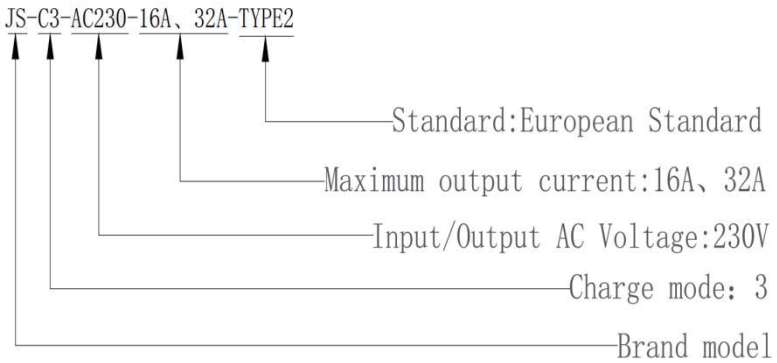 JS-C3-AC230-16A、32A-TYPE2
Standard:European Standard
Maximum output current:16A、32A
Input/Output AC Voltage:230V
Charge mode：3
Brand model